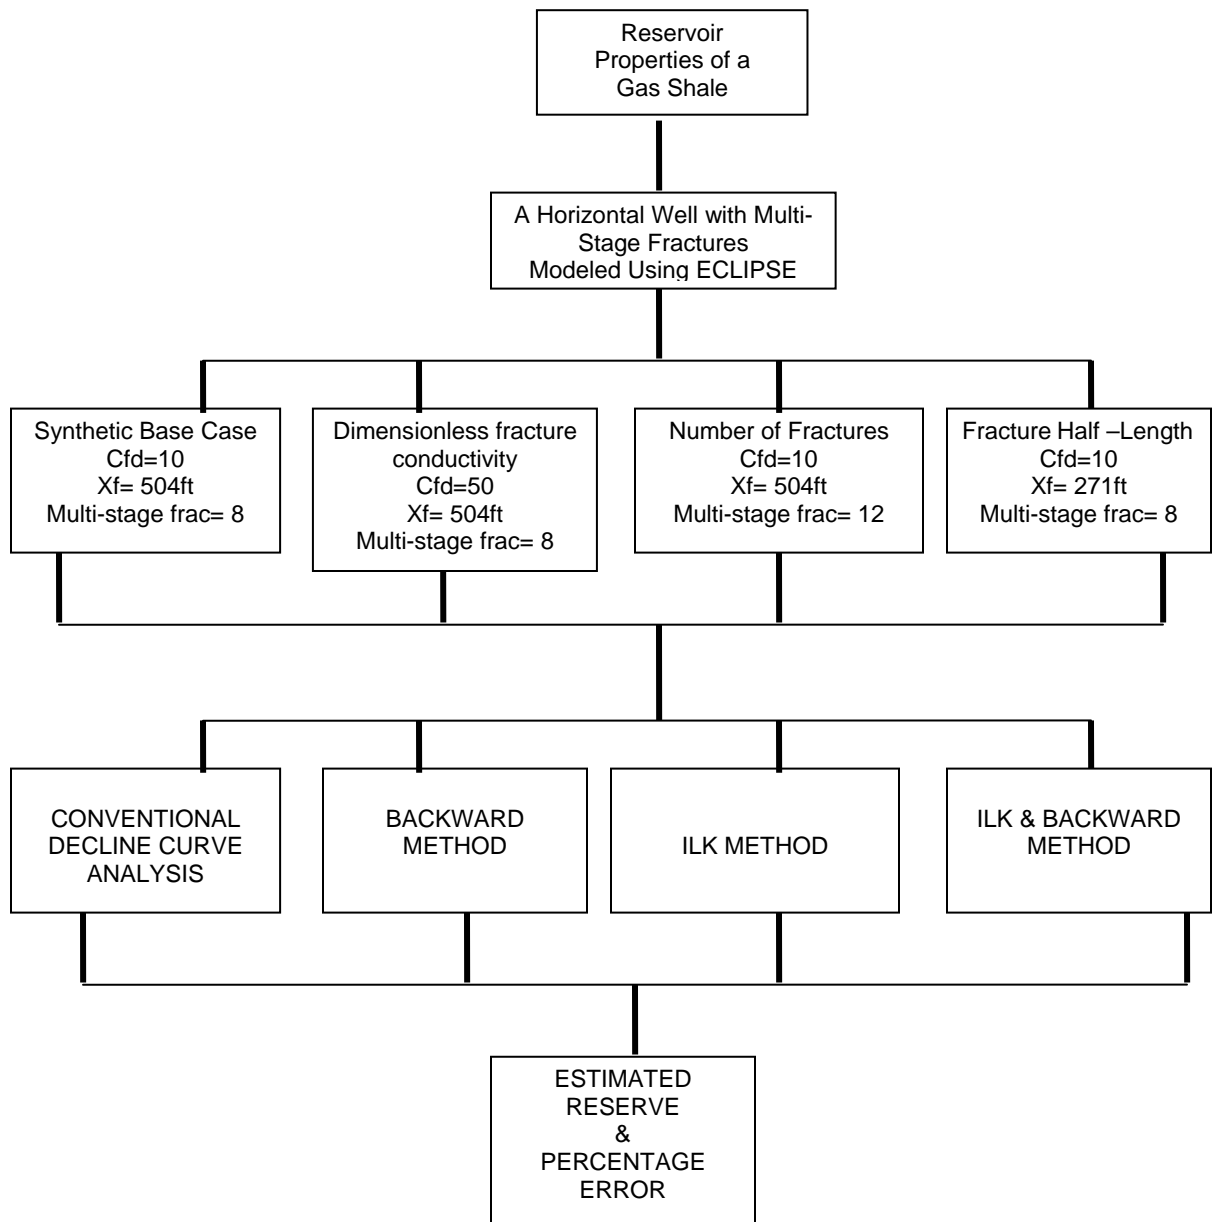 Reservoir
Properties of a
Gas Shale
A Horizontal Well with Multi-
Stage Fractures
Modeled Using ECLIPSE
Synthetic Base Case
Cfd=10
Xf= 504ft
Multi-stage frac= 8
Dimensionless fracture
conductivity
Cfd=50
Xf= 504ft
Multi-stage frac= 8
Number of Fractures
Cfd=10
Xf= 504ft
Multi-stage frac= 12
Fracture Half –Length
Cfd=10
Xf= 271ft
Multi-stage frac= 8
CONVENTIONAL
DECLINE CURVE
ANALYSIS
BACKWARD
METHOD
ILK METHOD
ILK & BACKWARD
METHOD
ESTIMATED
RESERVE
&
PERCENTAGE
ERROR